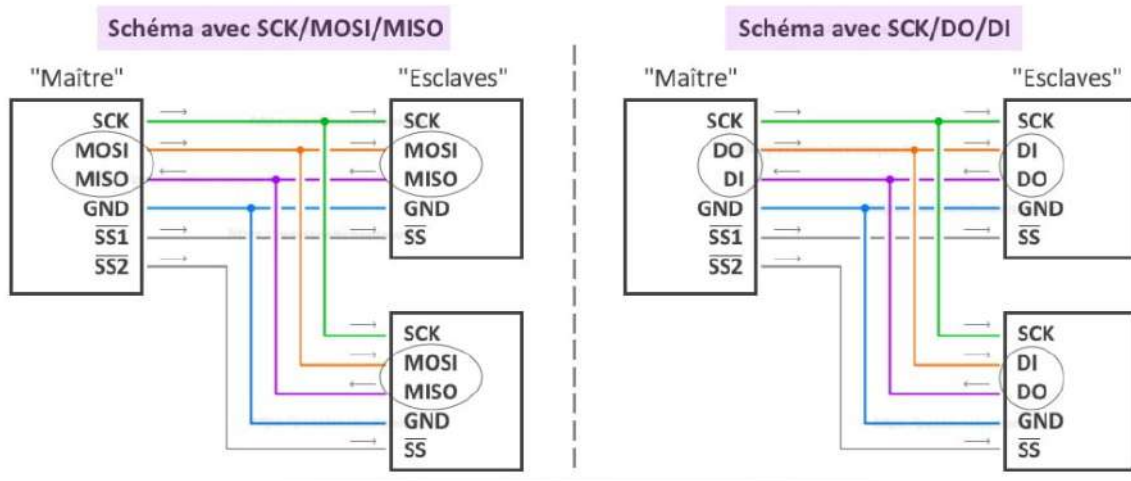 Schéma avec SCK/MOSI/MISO
"Maître"
"Esclaves"
SCK
MOSI
MISO
GND
SS1
SS2
SCK
MOSI
MISO
GND
SS
SCK
MOSI
MISO
GND
SS
Schéma avec SCK/DO/DI
"Maître"
"Esclaves"
SCK
DO
DI
GND
SS1
SS2
SCK
DI
DO
GND
SS
SCK
DI
DO
GND
SS